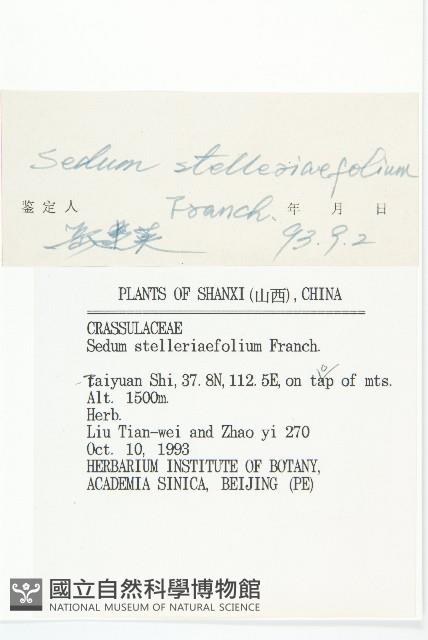 Sedum stelleriaefolium
Franch.
鉴定人 年 月 日
93.9.2
PLANTS OF SHANXI (山西), CHINA
CRASSULACEAE
Sedum stelleriaefolium Franch.
Taiyuan Shi, 37.8N, 112.5E, on tap of mts.
Alt. 1500m.
Herb.
Liu Tian-wei and Zhao yi 270
Oct. 10, 1993
HERBARIUM INSTITUTE OF BOTANY,
ACADEMIA SINICA, BEIJING (PE)
國立自然科學博物館
NATIONAL MUSEUM OF NATURAL SCIENCE